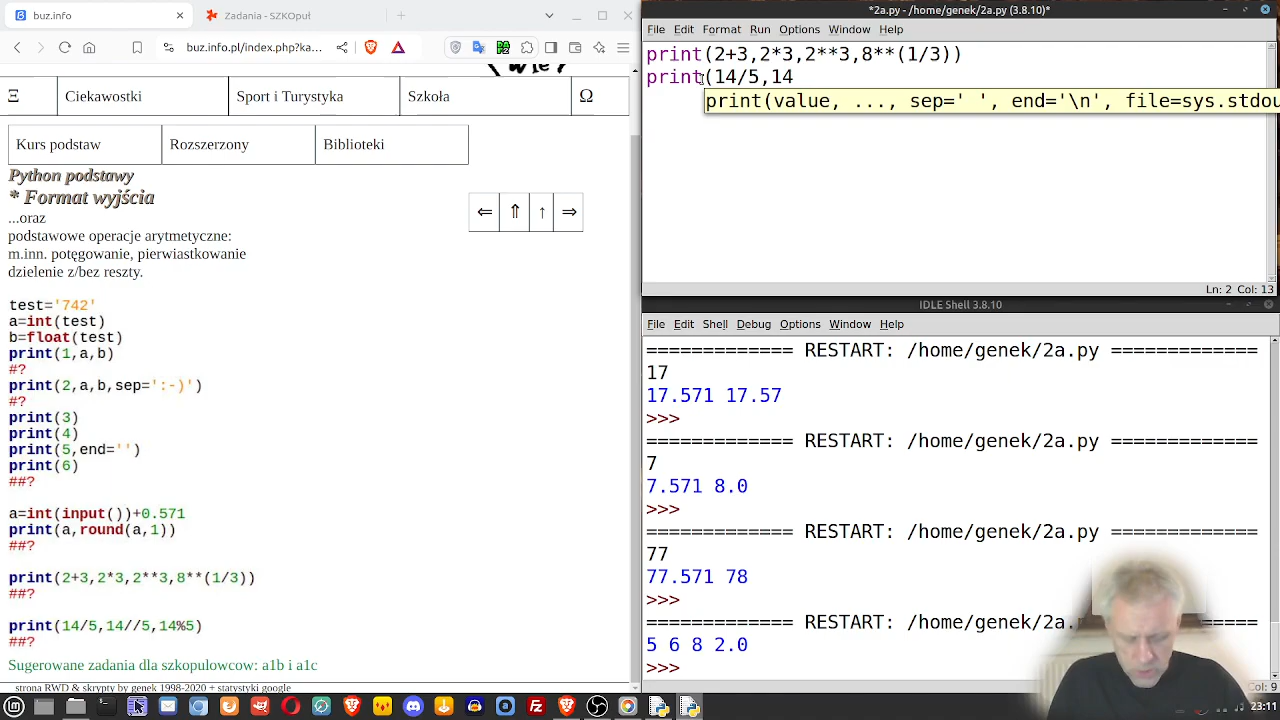 buz.info
Zadania - SZKOpuł
*2a.py - /home/genek/2a.py (3.8.10)*
buz.info.pl/index.php?ka...
File Edit Format Run Options Window Help
print(2+3,2*3,2**3,8**(1/3))
print(14/5,14
print(value, ..., sep=' ', end='\n', file=sys.stdou
Ln: 2 Col: 13
Ξ Ciekawostki Sport i Turystyka Szkoła Ω
Kurs podstaw Rozszerzony Biblioteki
Python podstawy
* Format wyjścia
...oraz
podstawowe operacje arytmetyczne:
m.inn. potęgowanie, pierwiastkowanie
dzielenie z/bez reszty.
⇐ ⇑ ↑ ⇒
test='742'
a=int(test)
b=float(test)
print(1,a,b)
#?
print(2,a,b,sep=':-)')
#?
print(3)
print(4)
print(5,end='')
print(6)
##?
a=int(input())+0.571
print(a,round(a,1))
##?
print(2+3,2*3,2**3,8**(1/3))
##?
print(14/5,14//5,14%5)
##?
Sugerowane zadania dla szkopulowcow: a1b i a1c
strona RWD & skrypty by genek 1998-2020 + statystyki google
IDLE Shell 3.8.10
File Edit Shell Debug Options Window Help
============= RESTART: /home/genek/2a.py =============
17
17.571 17.57
>>>
============= RESTART: /home/genek/2a.py =============
7
7.571 8.0
>>>
============= RESTART: /home/genek/2a.py =============
77
77.571 78
>>>
============= RESTART: /home/genek/2a.
5 6 8 2.0
>>>
Col: 9
23:11